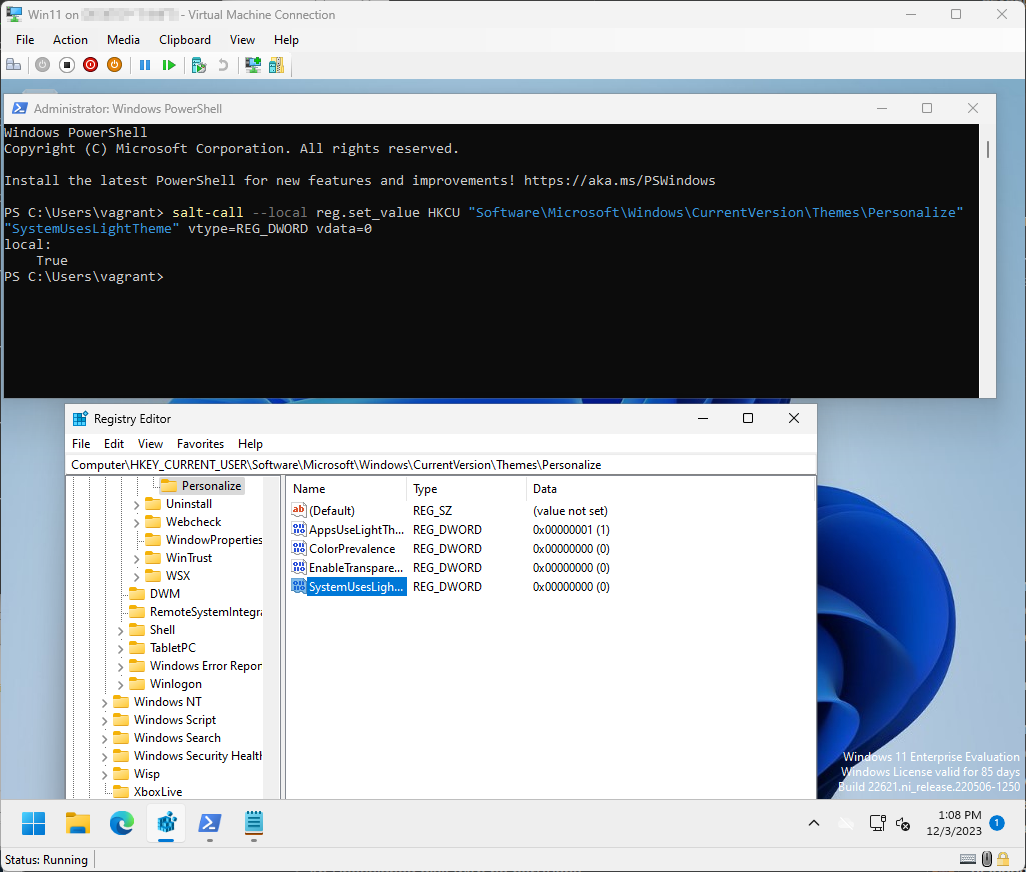 Win11 on - Virtual Machine Connection
File Action Media Clipboard View Help
Administrator: Windows PowerShell
Windows PowerShell
Copyright (C) Microsoft Corporation. All rights reserved.
Install the latest PowerShell for new features and improvements! https://aka.ms/PSWindows
PS C:\Users\vagrant> salt-call --local reg.set_value HKCU "Software\Microsoft\Windows\CurrentVersion\Themes\Personalize"
"SystemUsesLightTheme" vtype=REG_DWORD vdata=0
local:
True
PS C:\Users\vagrant>
Registry Editor
File Edit View Favorites Help
Computer\HKEY_CURRENT_USER\Software\Microsoft\Windows\CurrentVersion\Themes\Personalize
Personalize
Uninstall
Webcheck
WindowProperties
WinTrust
WSX
DWM
RemoteSystemIntegra
Shell
TabletPC
Windows Error Repor
Winlogon
Windows NT
Windows Script
Windows Search
Windows Security Health
Wisp
XboxLive
Name Type Data
(Default) REG_SZ (value not set)
AppsUseLightTh... REG_DWORD 0x00000001 (1)
ColorPrevalence REG_DWORD 0x00000000 (0)
EnableTranspare... REG_DWORD 0x00000000 (0)
SystemUsesLigh... REG_DWORD 0x00000000 (0)
Windows 11 Enterprise Evaluation
Windows License valid for 85 days
Build 22621.ni_release.220506-1250
1:08 PM
12/3/2023
1
Status: Running